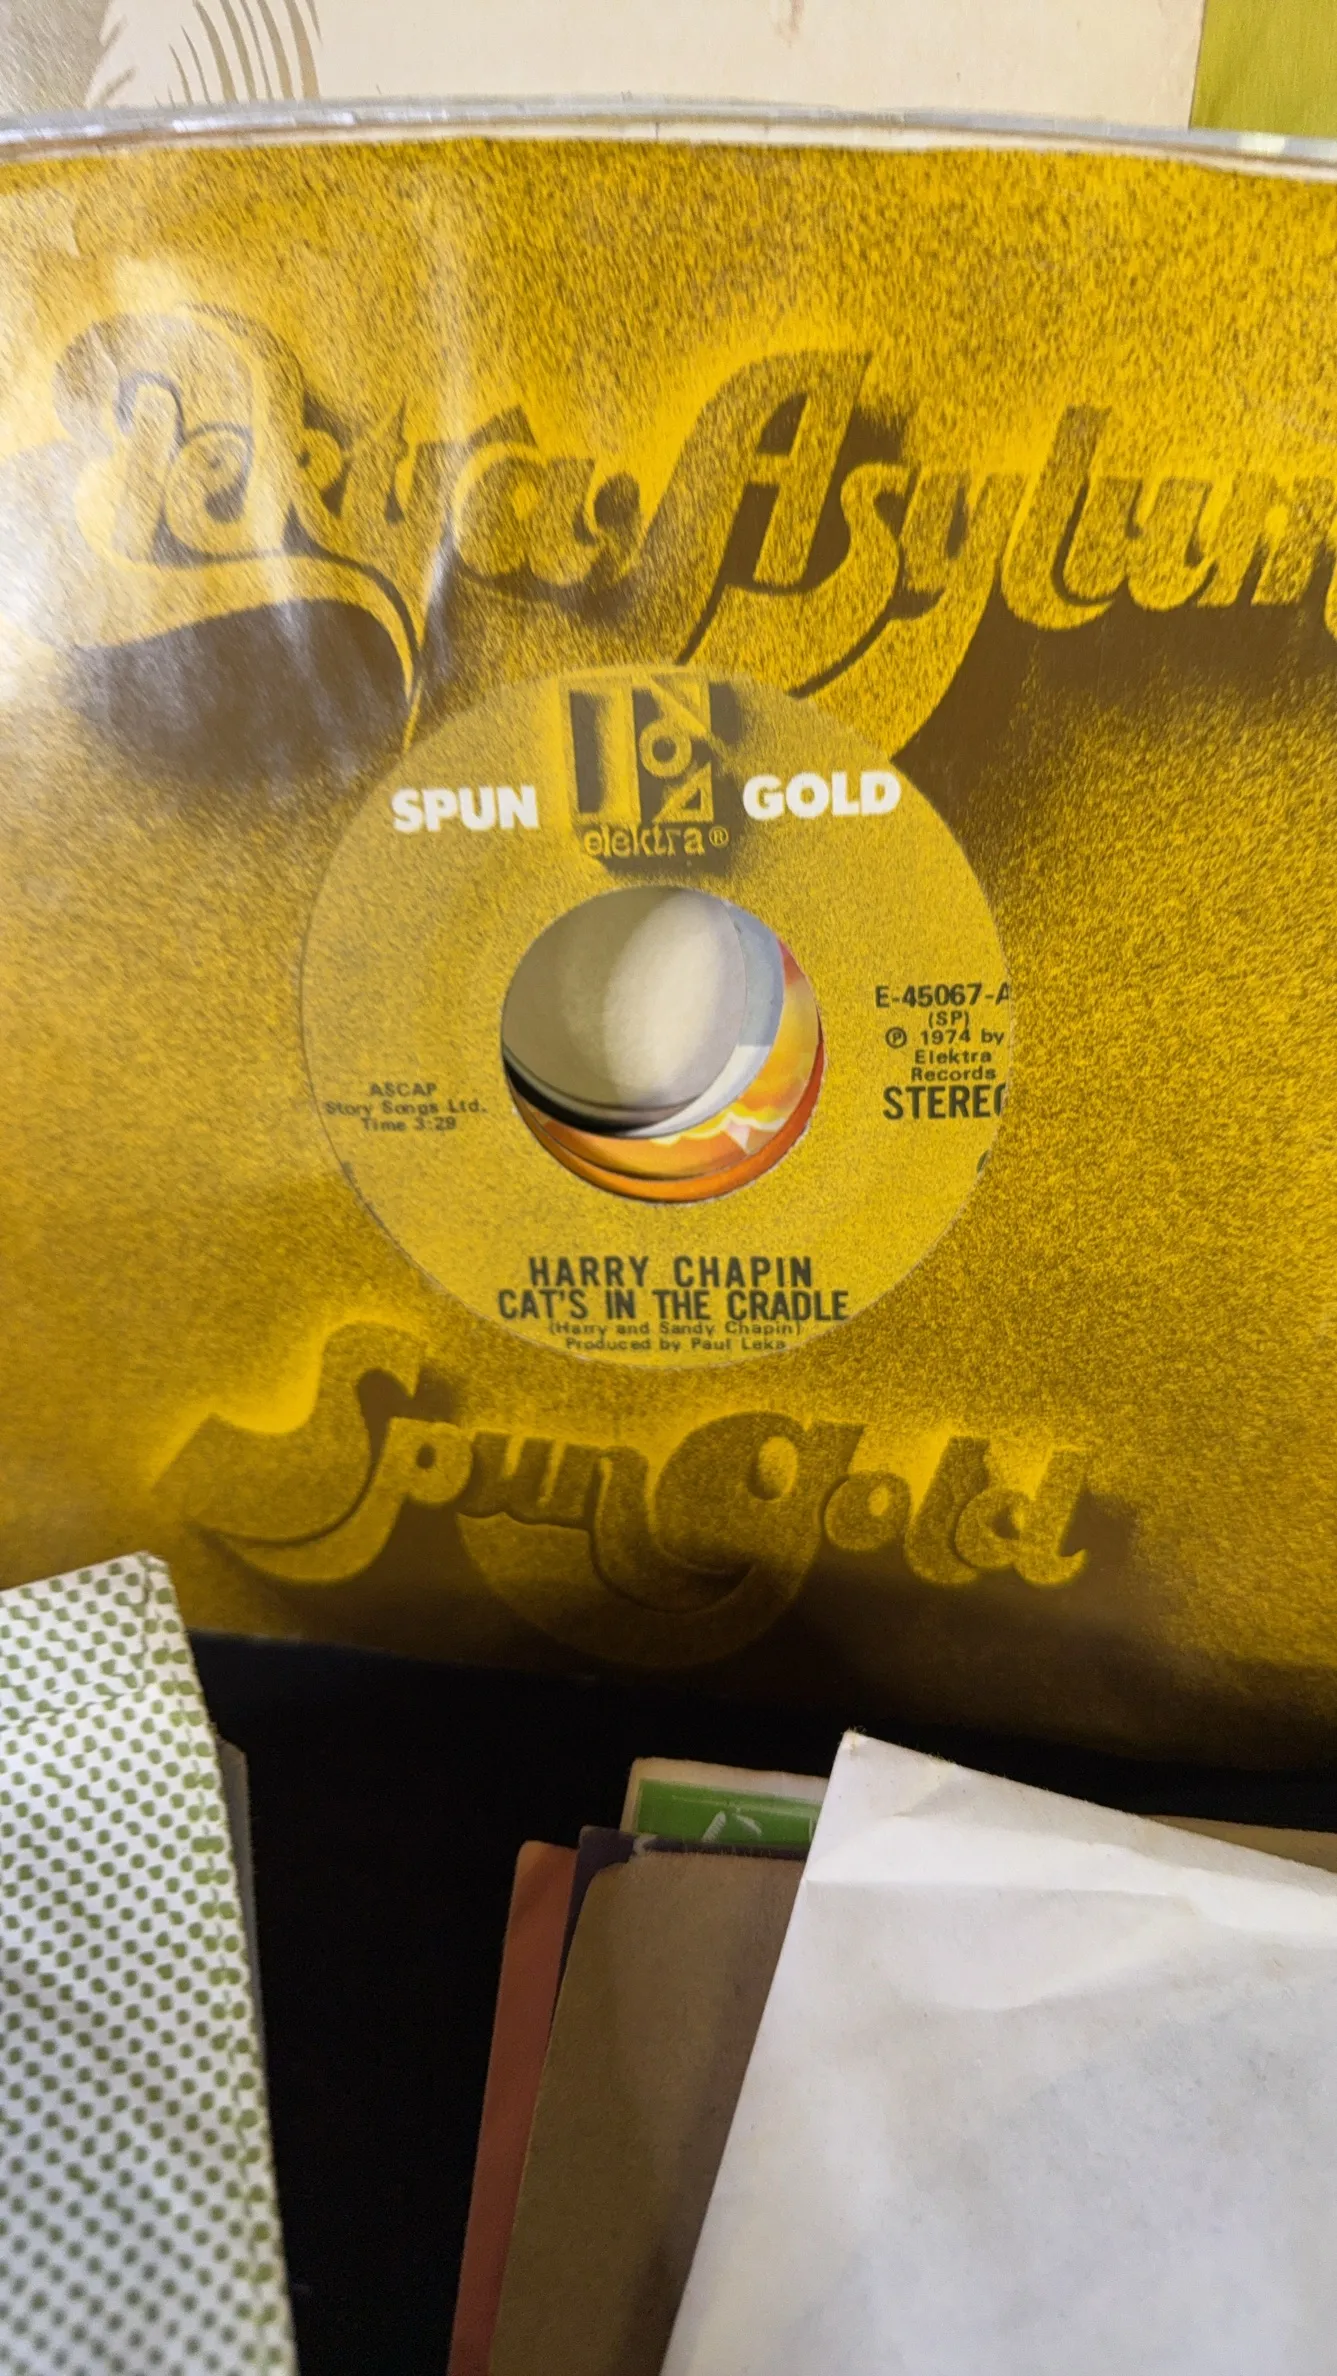 Elektra Asylum
SPUN GOLD
elektra®
E-45067-A
(SP)
℗ 1974 by
Elektra
Records
STEREO
ASCAP
Story Songs Ltd.
Time 3:29
HARRY CHAPIN
CAT'S IN THE CRADLE
(Harry and Sandy Chapin)
Produced by Paul Leka
Spun Gold